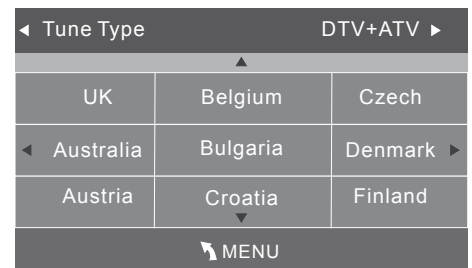 Tune Type DTV+ATV
UK Belgium Czech
Australia Bulgaria Denmark
Austria Croatia Finland
MENU